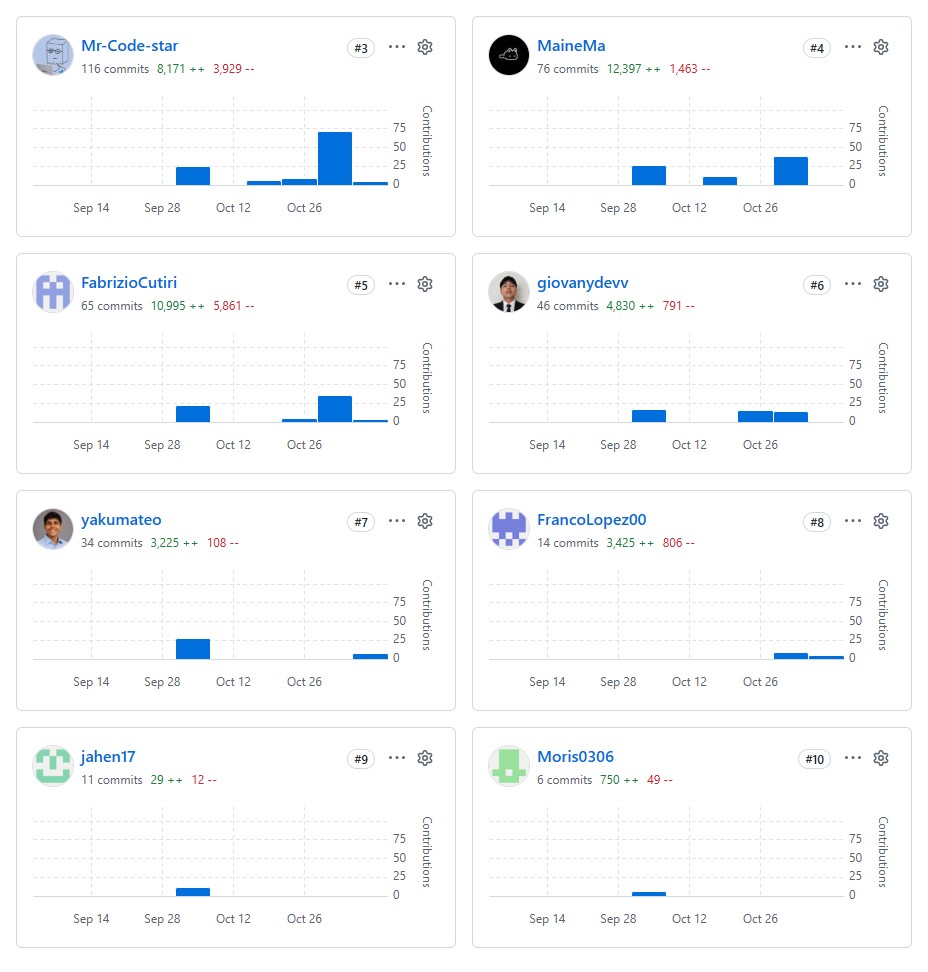 Mr-Code-star #3
116 commits 8,171 ++ 3,929 --
75
50
25
0
Contributions
Sep 14 Sep 28 Oct 12 Oct 26
MaineMa #4
76 commits 12,397 ++ 1,463 --
75
50
25
0
Contributions
Sep 14 Sep 28 Oct 12 Oct 26
FabrizioCutiri #5
65 commits 10,995 ++ 5,861 --
75
50
25
0
Contributions
Sep 14 Sep 28 Oct 12 Oct 26
giovanydevv #6
46 commits 4,830 ++ 791 --
75
50
25
0
Contributions
Sep 14 Sep 28 Oct 12 Oct 26
yakumateo #7
34 commits 3,225 ++ 108 --
75
50
25
0
Contributions
Sep 14 Sep 28 Oct 12 Oct 26
FrancoLopez00 #8
14 commits 3,425 ++ 806 --
75
50
25
0
Contributions
Sep 14 Sep 28 Oct 12 Oct 26
jahen17 #9
11 commits 29 ++ 12 --
75
50
25
0
Contributions
Sep 14 Sep 28 Oct 12 Oct 26
Moris0306 #10
6 commits 750 ++ 49 --
75
50
25
0
Contributions
Sep 14 Sep 28 Oct 12 Oct 26